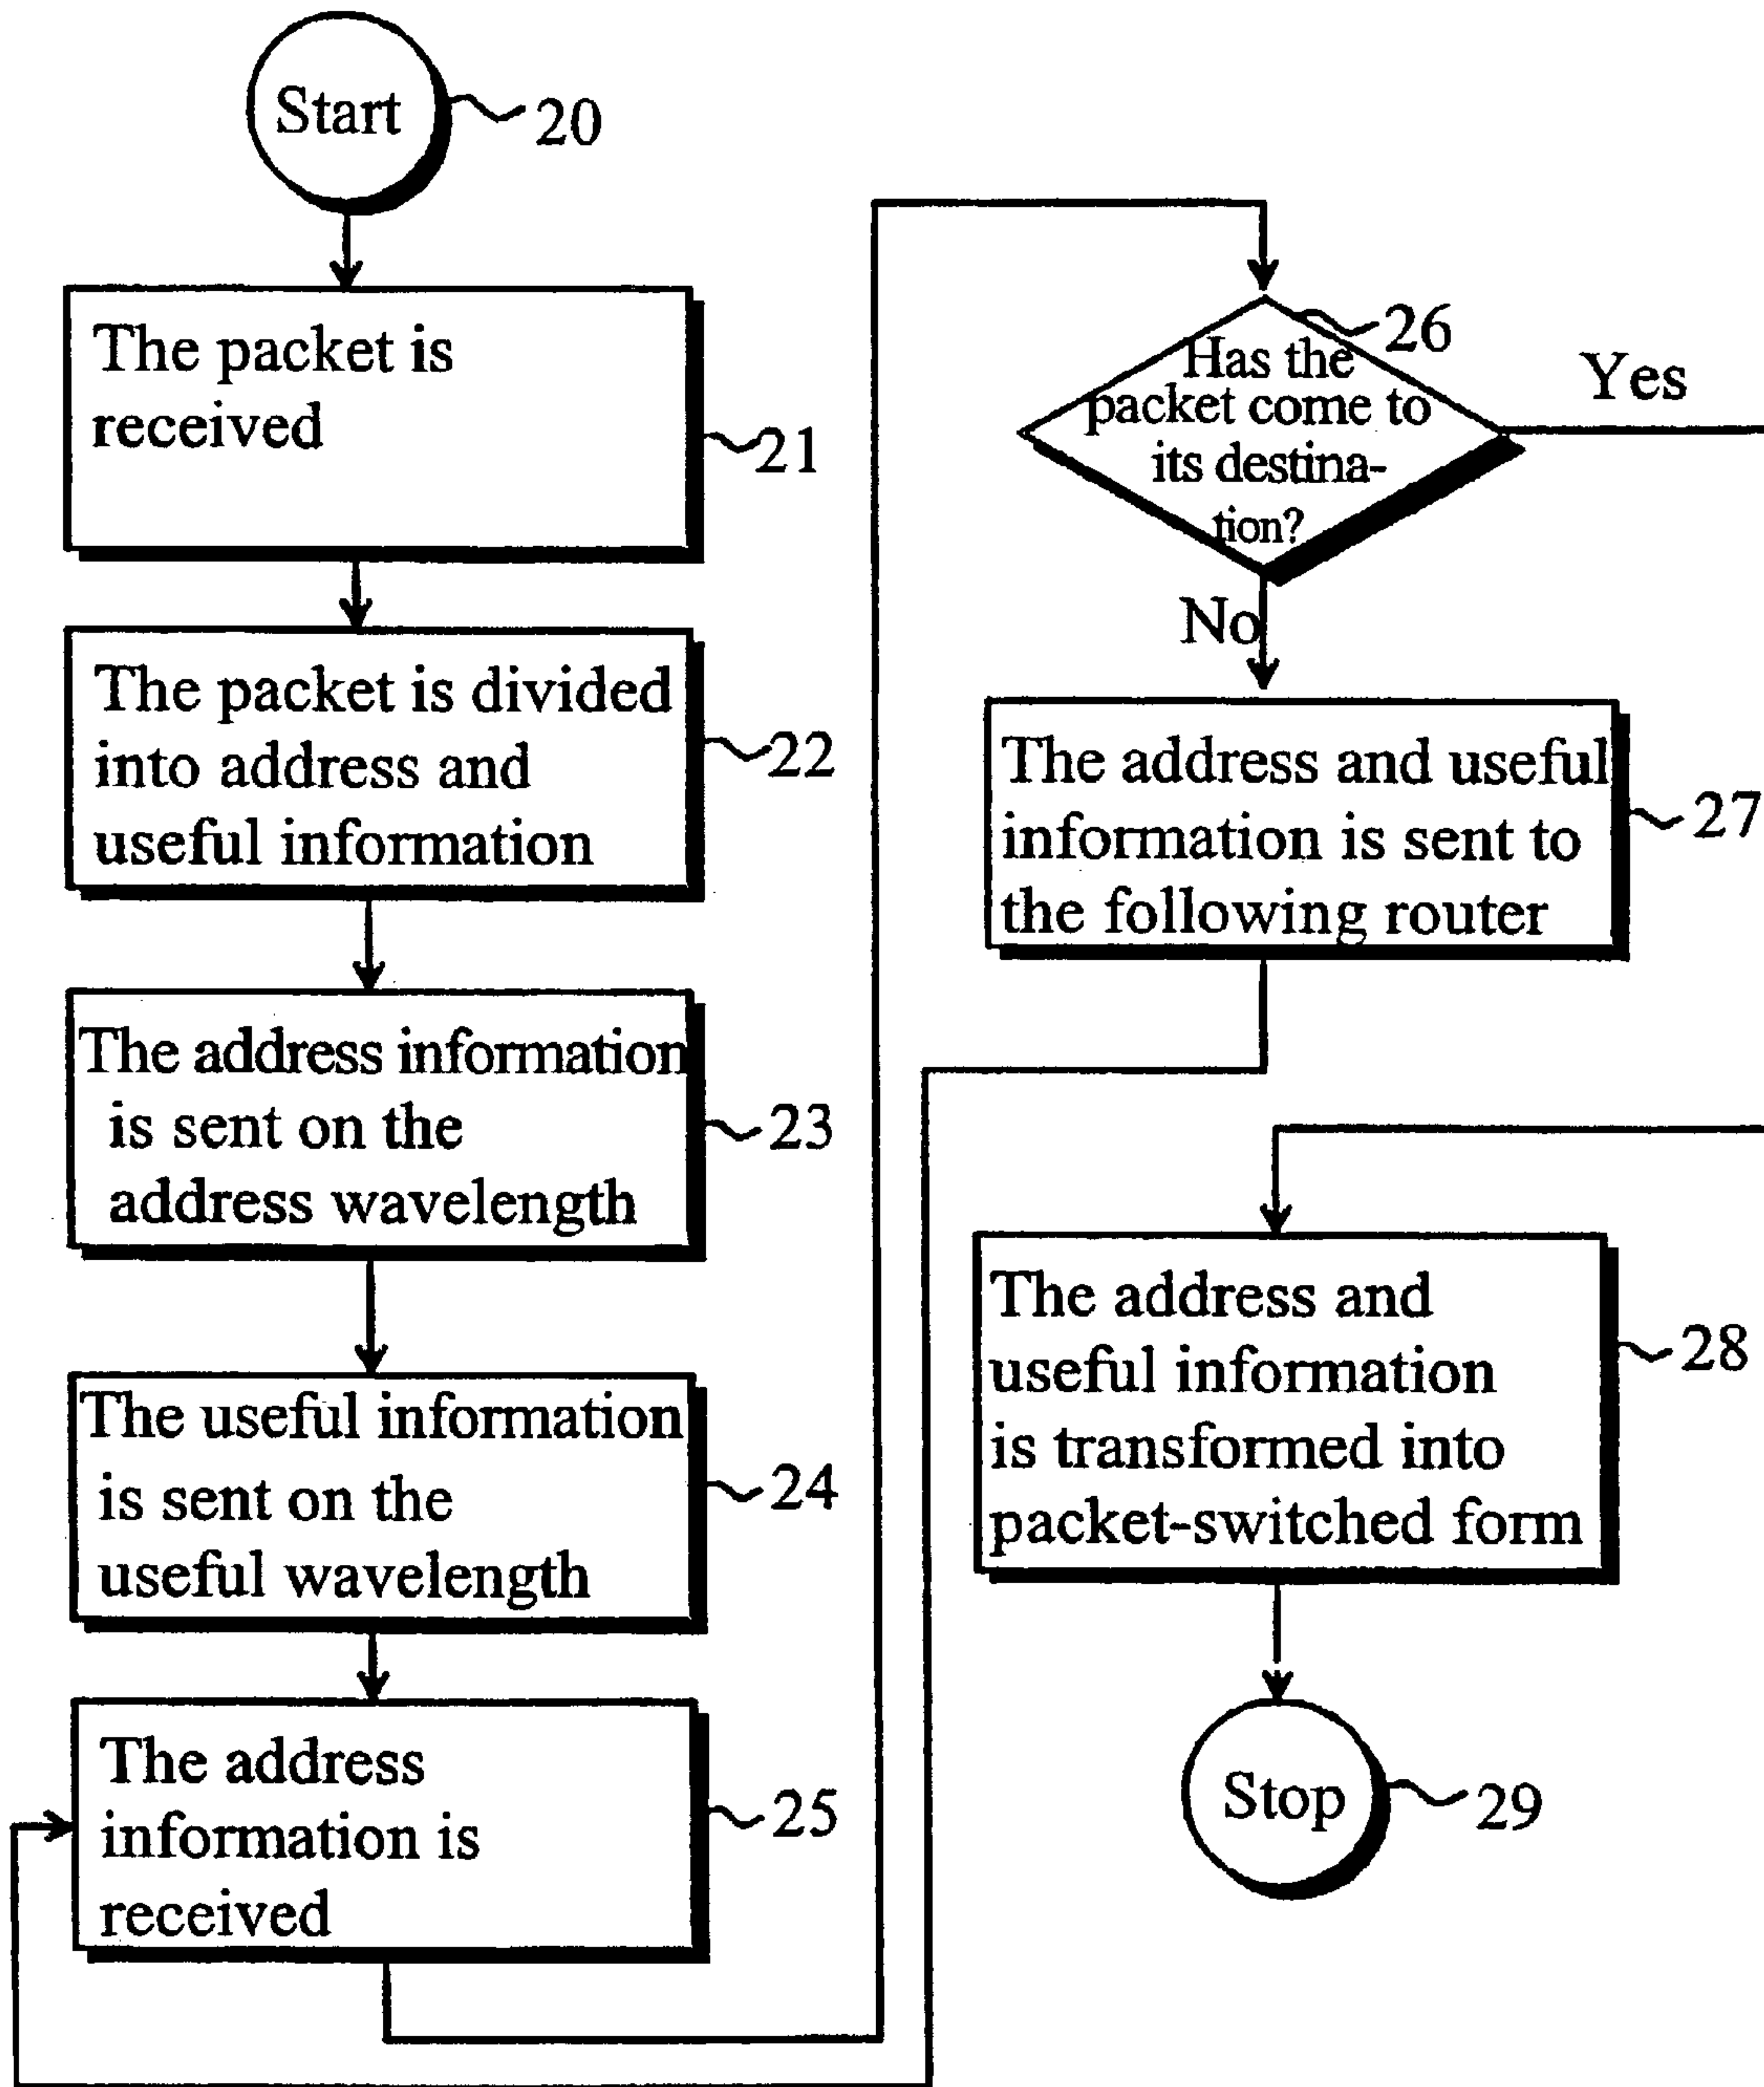 Start
20
The packet is
received
21
The packet is divided
into address and
useful information
22
The address information
is sent on the
address wavelength
23
The useful information
is sent on the
useful wavelength
24
The address
information is
received
25
26
Has the
packet come to
its destina-
tion?
Yes
No
The address and useful
information is sent to
the following router
27
The address and
useful information
is transformed into
packet-switched form
28
Stop
29